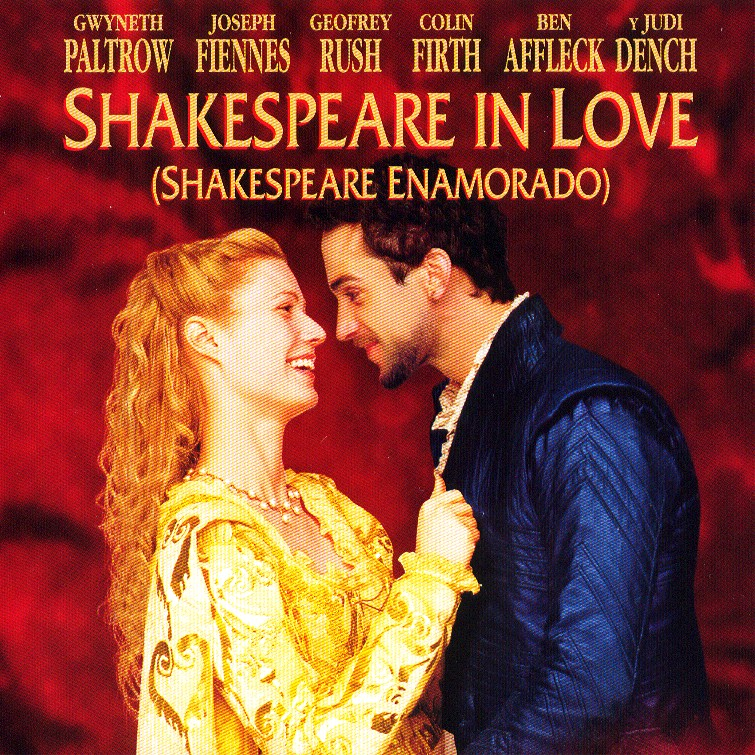 GWYNETH JOSEPH GEOFREY COLIN BEN Y JUDI
PALTROW FIENNES RUSH FIRTH AFFLECK DENCH
SHAKESPEARE IN LOVE
(SHAKESPEARE ENAMORADO)